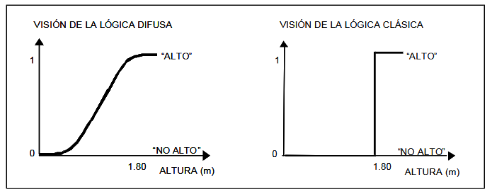 VISIÓN DE LA LÓGICA DIFUSA
1
“ALTO”
0
“NO ALTO”
1.80
ALTURA (m)
VISIÓN DE LA LÓGICA CLÁSICA
1
“ALTO”
0
“NO ALTO”
1.80
ALTURA (m)